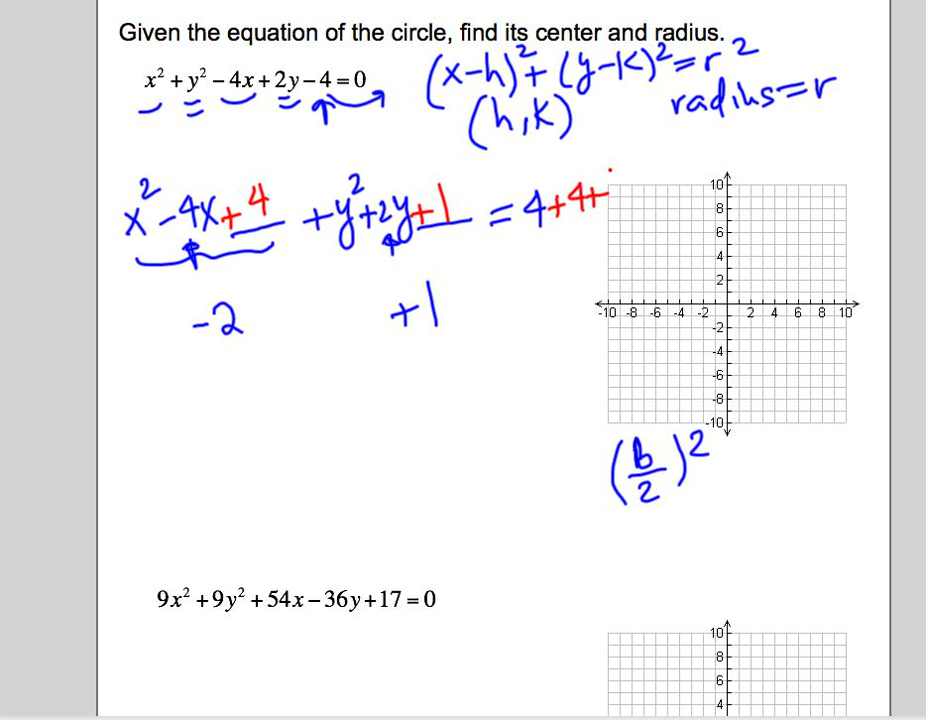 Given the equation of the circle, find its center and radius.
x² + y² − 4x + 2y − 4 = 0
(x-h)² + (y-k)² = r²
(h,k)
radius = r
x² - 4x + 4 + y² + 2y + 1 = 4 + 4 +
-2
+1
10
8
6
4
2
-10 -8 -6 -4 -2 2 4 6 8 10
-2
-4
-6
-8
-10
(b/2)²
9x² + 9y² + 54x − 36y + 17 = 0
10
8
6
4